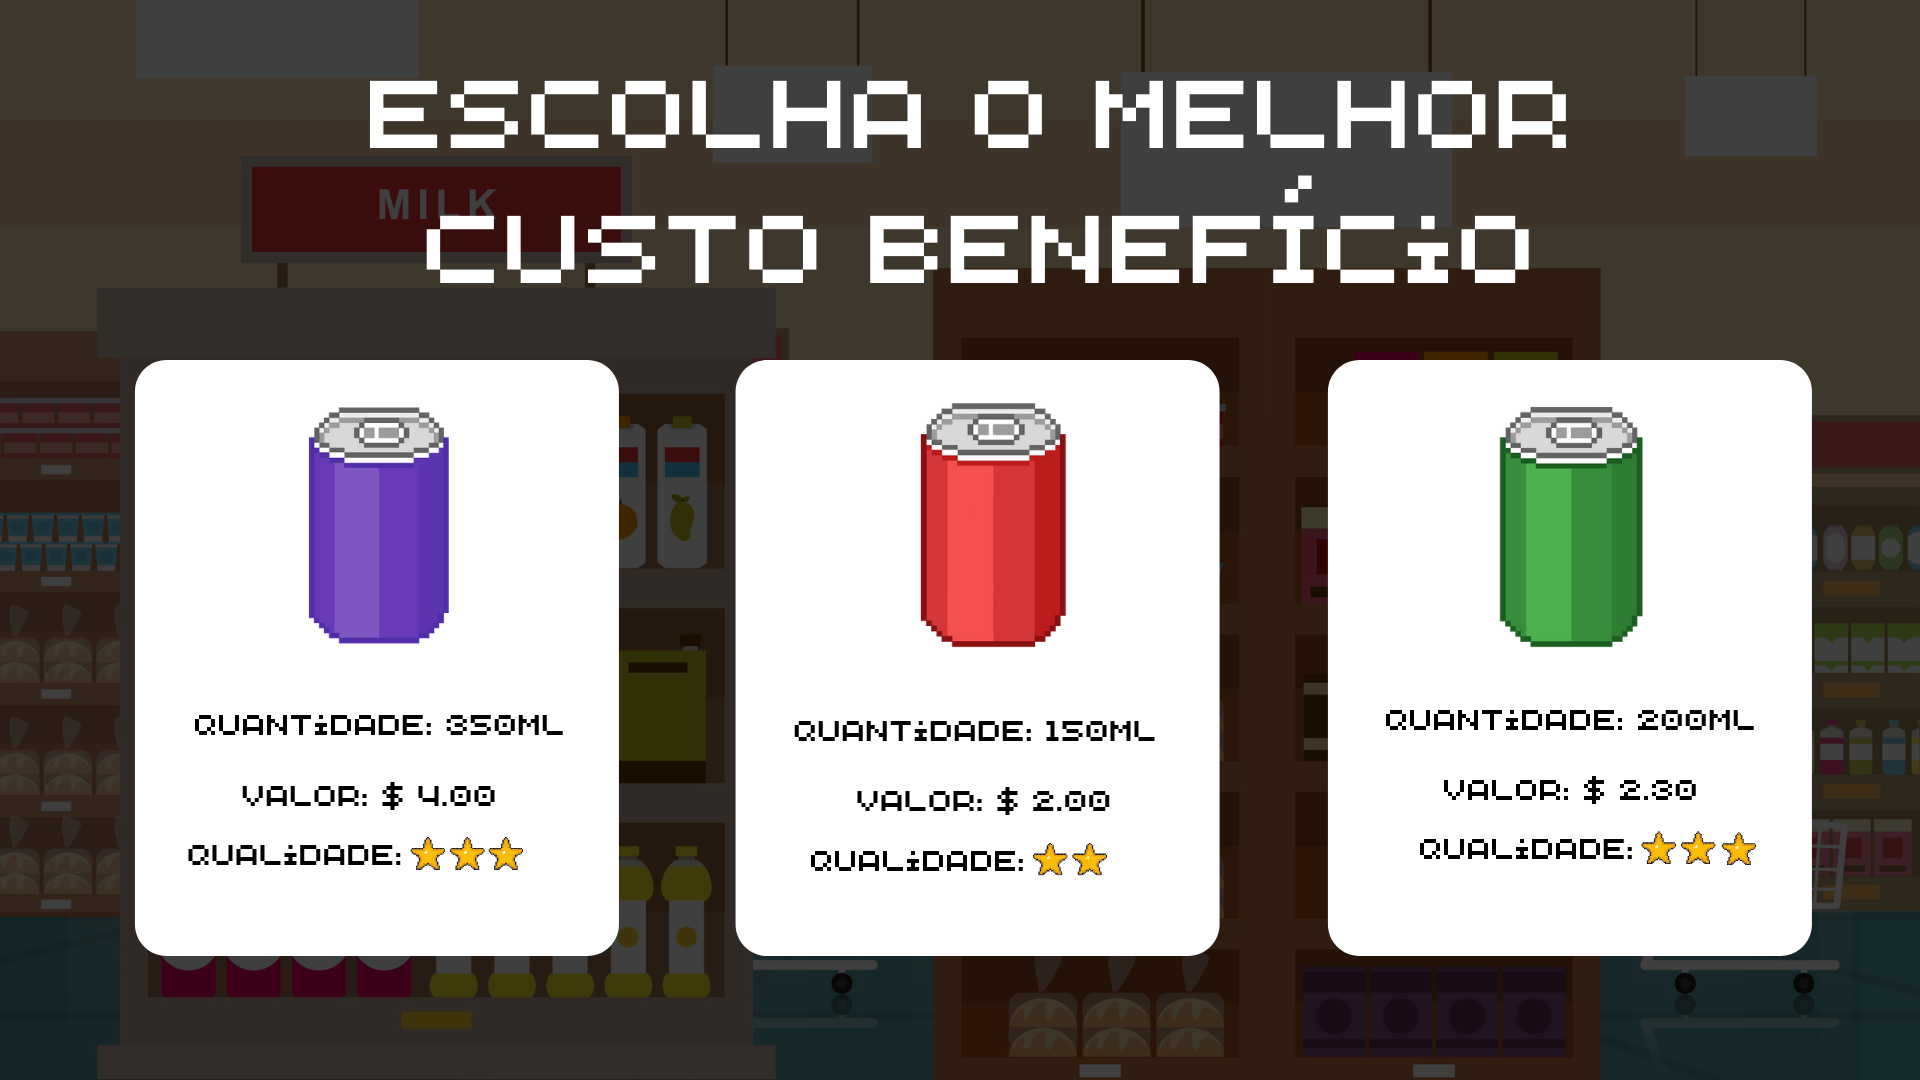 ESCOLHA O MELHOR
CUSTO BENEFÍCiO
MILK
QUANTiDADE: 350ML
VALOR: $ 4.00
QUALiDADE:
QUANTiDADE: 150ML
VALOR: $ 2.00
QUALiDADE:
QUANTiDADE: 200ML
VALOR: $ 2.30
QUALiDADE: